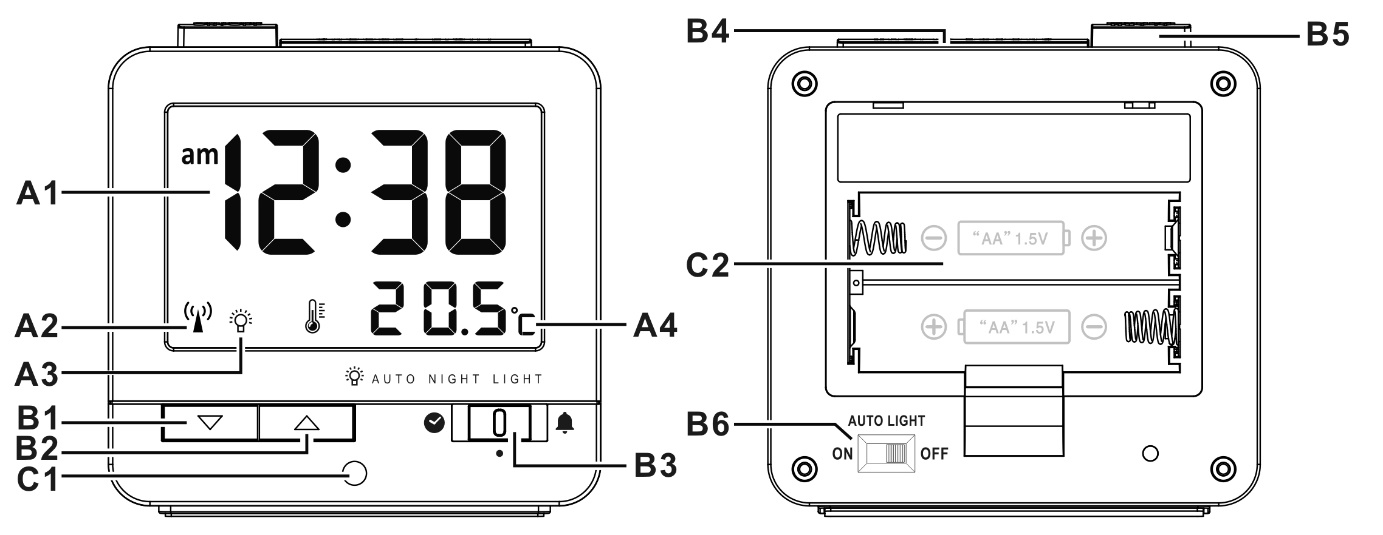 B4
B5
am
12:38
A1
"AA" 1.5V
C2
20.5°C
A2
"AA" 1.5V
A4
A3
AUTO NIGHT LIGHT
B1
AUTO LIGHT
B6
B2
ON
OFF
B3
C1